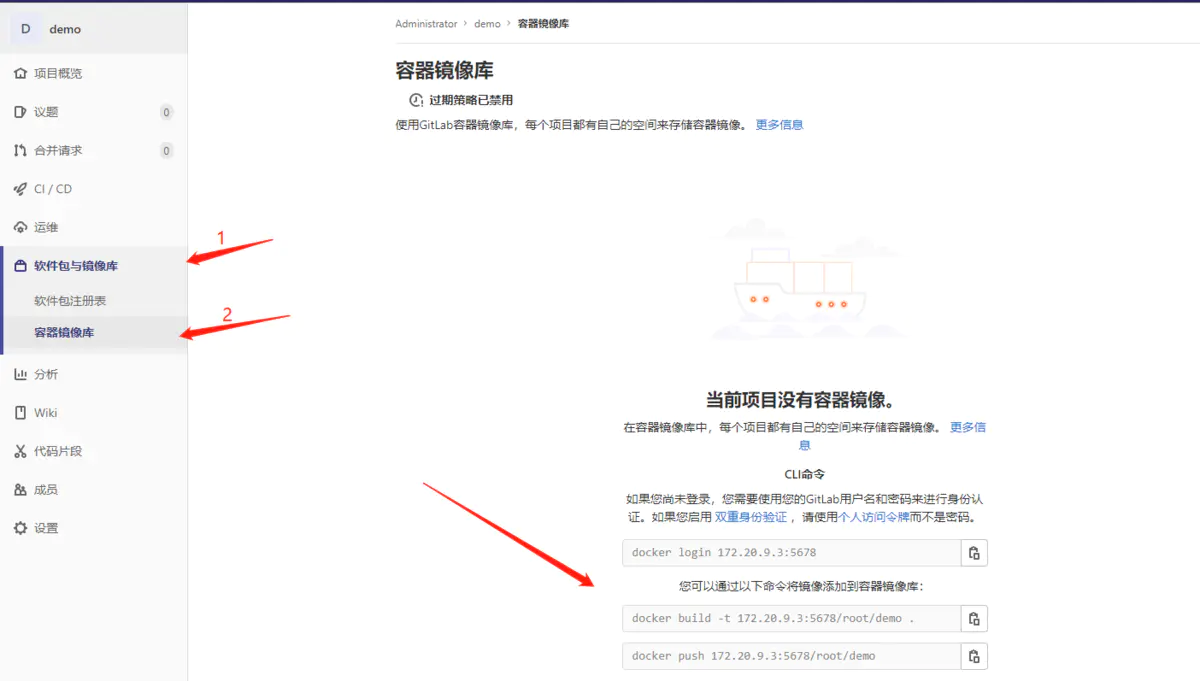 D demo
项目概览
议题 0
合并请求 0
CI / CD
运维
软件包与镜像库
软件包注册表
容器镜像库
分析
Wiki
代码片段
成员
设置
1
2
Administrator › demo › 容器镜像库
容器镜像库
过期策略已禁用
使用GitLab容器镜像库，每个项目都有自己的空间来存储容器镜像。 更多信息
当前项目没有容器镜像。
在容器镜像库中，每个项目都有自己的空间来存储容器镜像。 更多信
息
CLI命令
如果您尚未登录，您需要使用您的GitLab用户名和密码来进行身份认
证。如果您启用 双重身份验证 ，请使用个人访问令牌而不是密码。
docker login 172.20.9.3:5678
您可以通过以下命令将镜像添加到容器镜像库:
docker build -t 172.20.9.3:5678/root/demo .
docker push 172.20.9.3:5678/root/demo